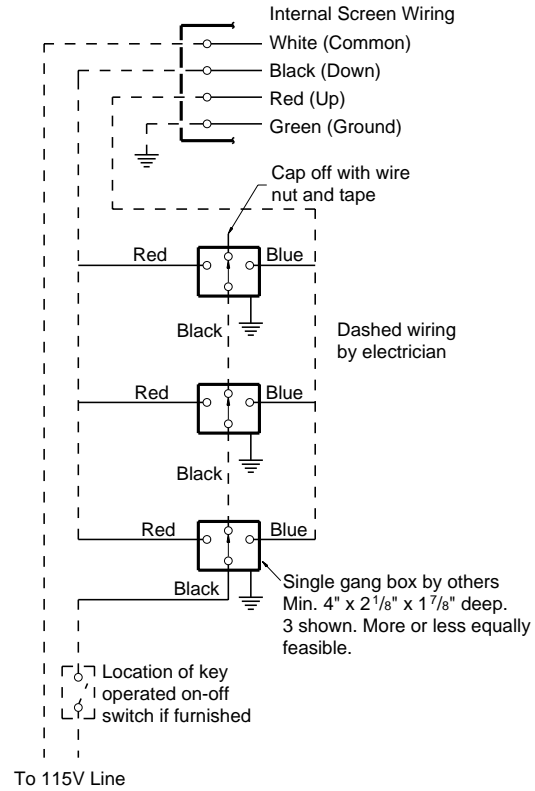 Internal Screen Wiring
White (Common)
Black (Down)
Red (Up)
Green (Ground)
Cap off with wire
nut and tape
Red
Blue
Black
Dashed wiring
by electrician
Red
Blue
Black
Red
Blue
Black
Single gang box by others
Min. 4" x 2 1/8" x 1 7/8" deep.
3 shown. More or less equally
feasible.
Location of key
operated on-off
switch if furnished
To 115V Line